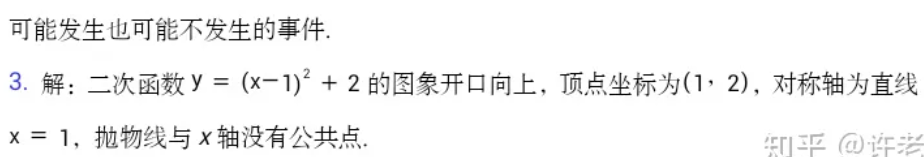 可能发生也可能不发生的事件.
3. 解：二次函数 y = (x−1)² + 2 的图象开口向上，顶点坐标为(1，2)，对称轴为直线
x = 1，抛物线与 x 轴没有公共点.
知乎 @许老